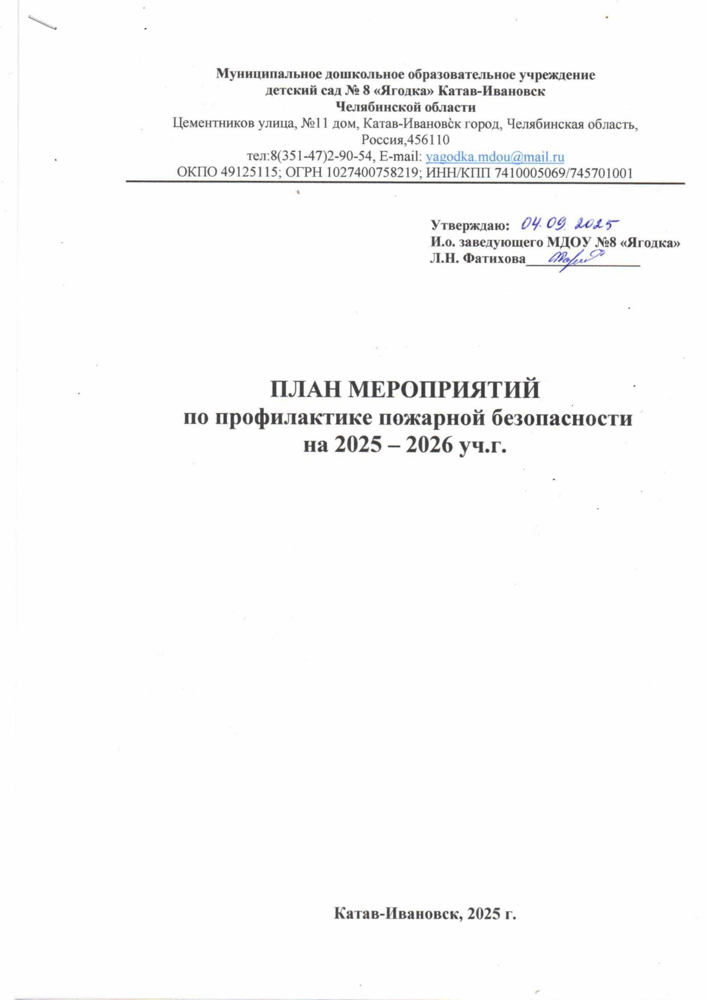 Муниципальное дошкольное образовательное учреждение
детский сад № 8 «Ягодка» Катав-Ивановск
Челябинской области
Цементников улица, №11 дом, Катав-Ивановск город, Челябинская область,
Россия,456110
тел:8(351-47)2-90-54, E-mail: yagodka.mdou@mail.ru
ОКПО 49125115; ОГРН 1027400758219; ИНН/КПП 7410005069/745701001
Утверждаю: 04.09.2025
И.о. заведующего МДОУ №8 «Ягодка»
Л.Н. Фатихова
ПЛАН МЕРОПРИЯТИЙ
по профилактике пожарной безопасности
на 2025 – 2026 уч.г.
Катав-Ивановск, 2025 г.